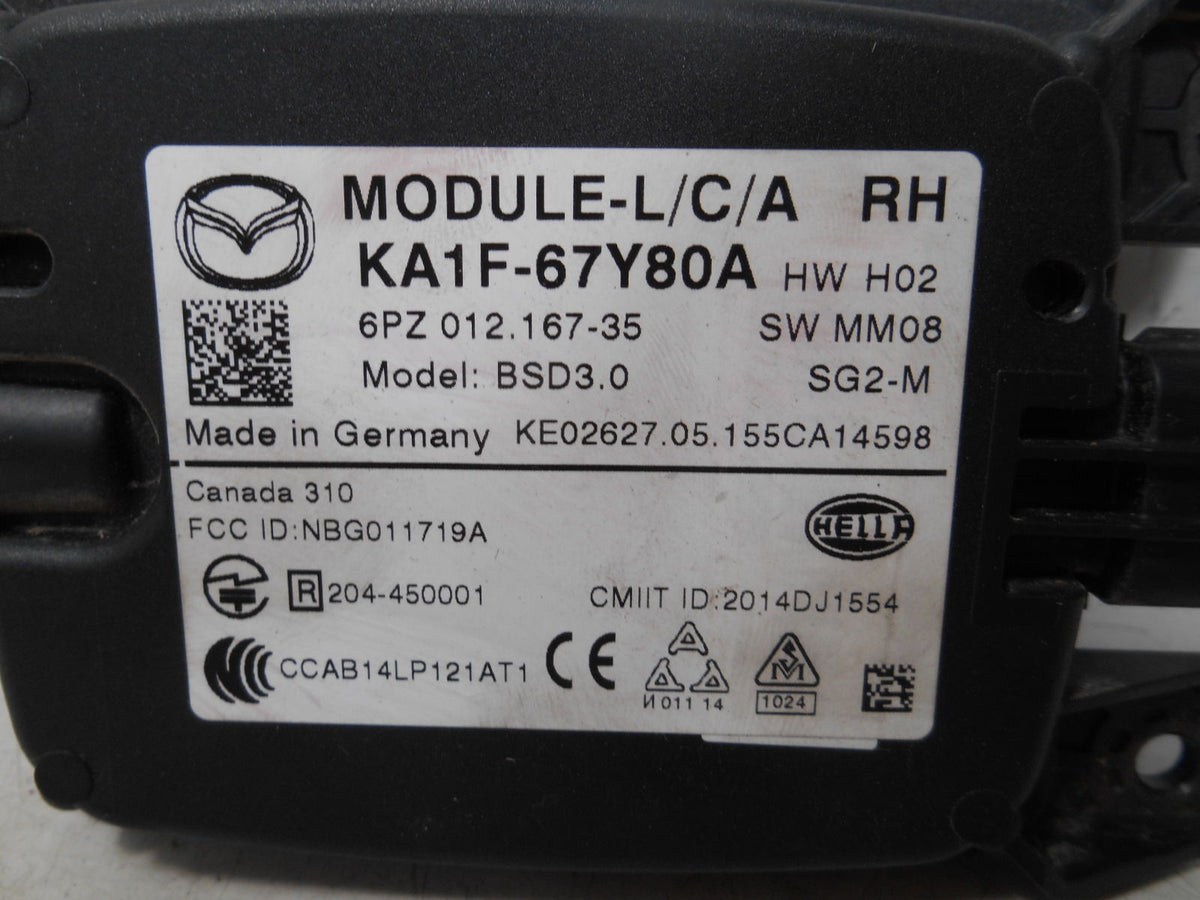 MODULE-L/C/A RH
KA1F-67Y80A HW H02
6PZ 012.167-35 SW MM08
Model: BSD3.0 SG2-M
Made in Germany KE02627.05.155CA14598
Canada 310
FCC ID:NBG011719A
HELLA
R 204-450001 CMIIT ID:2014DJ1554
CCAB14LP121AT1 CE
И 011 14 1024